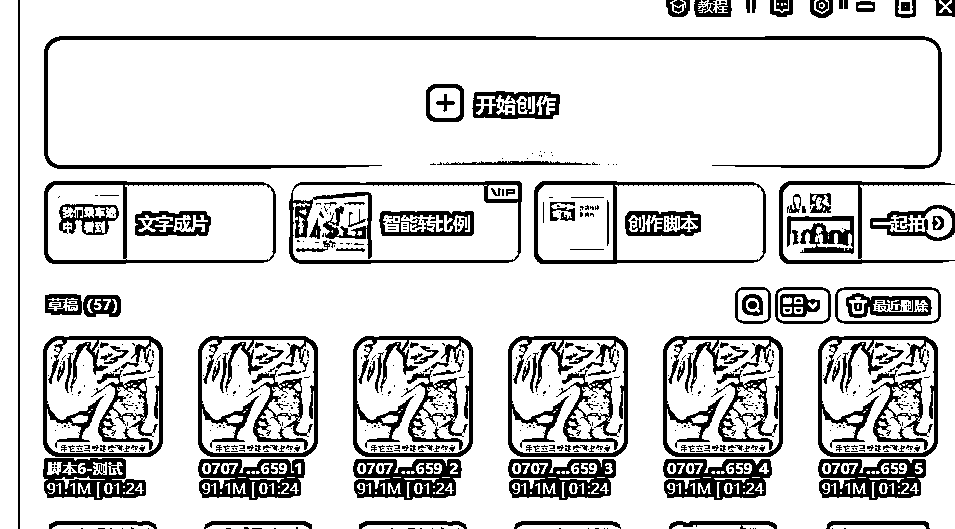 教程
开始创作
文字成片
VIP
智能转比例
创作脚本
一起拍
草稿 (57)
最近删除
脚本6-测试
91.1M | 01:24
0707....659 1
91.1M | 01:24
0707....659 2
91.1M | 01:24
0707....659 3
91.1M | 01:24
0707....659 4
91.1M | 01:24
0707....659 5
91.1M | 01:24